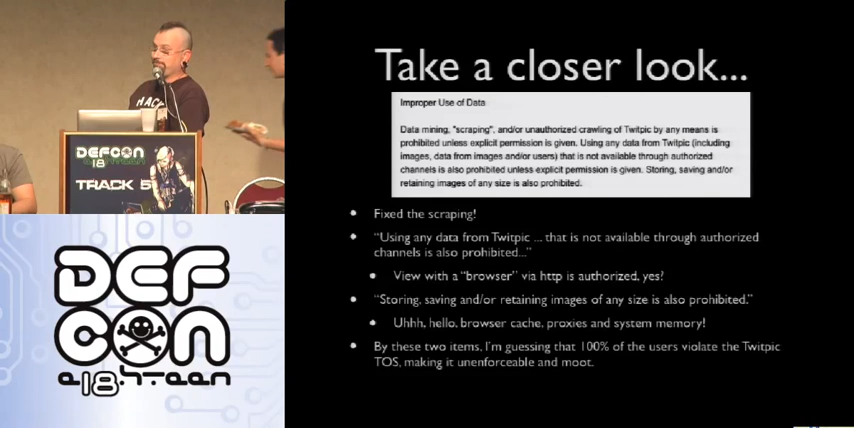 HACK
DEFCON
18
TRACK 5
DEF
CON
e18hteen
Take a closer look...
Improper Use of Data
Data mining, "scraping", and/or unauthorized crawling of Twitpic by any means is
prohibited unless explicit permission is given. Using any data from Twitpic (including
images, data from images and/or users) that is not available through authorized
channels is also prohibited unless explicit permission is given. Storing, saving and/or
retaining images of any size is also prohibited.
• Fixed the scraping!
• “Using any data from Twitpic ... that is not available through authorized
channels is also prohibited...”
• View with a “browser” via http is authorized, yes?
• “Storing, saving and/or retaining images of any size is also prohibited.”
• Uhhh, hello, browser cache, proxies and system memory!
• By these two items, I'm guessing that 100% of the users violate the Twitpic
TOS, making it unenforceable and moot.